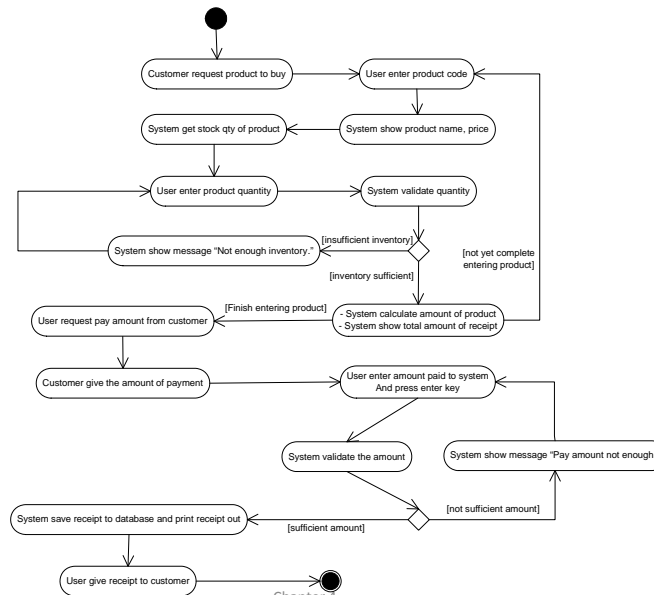 Customer request product to buy
User enter product code
System get stock qty of product
System show product name, price
User enter product quantity
System validate quantity
[insufficient inventory]
System show message “Not enough inventory.”
[not yet complete
entering product]
[inventory sufficient]
[Finish entering product]
- System calculate amount of product
- System show total amount of receipt
User request pay amount from customer
Customer give the amount of payment
User enter amount paid to system
And press enter key
System validate the amount
System show message “Pay amount not enough
[not sufficient amount]
System save receipt to database and print receipt out
[sufficient amount]
User give receipt to customer